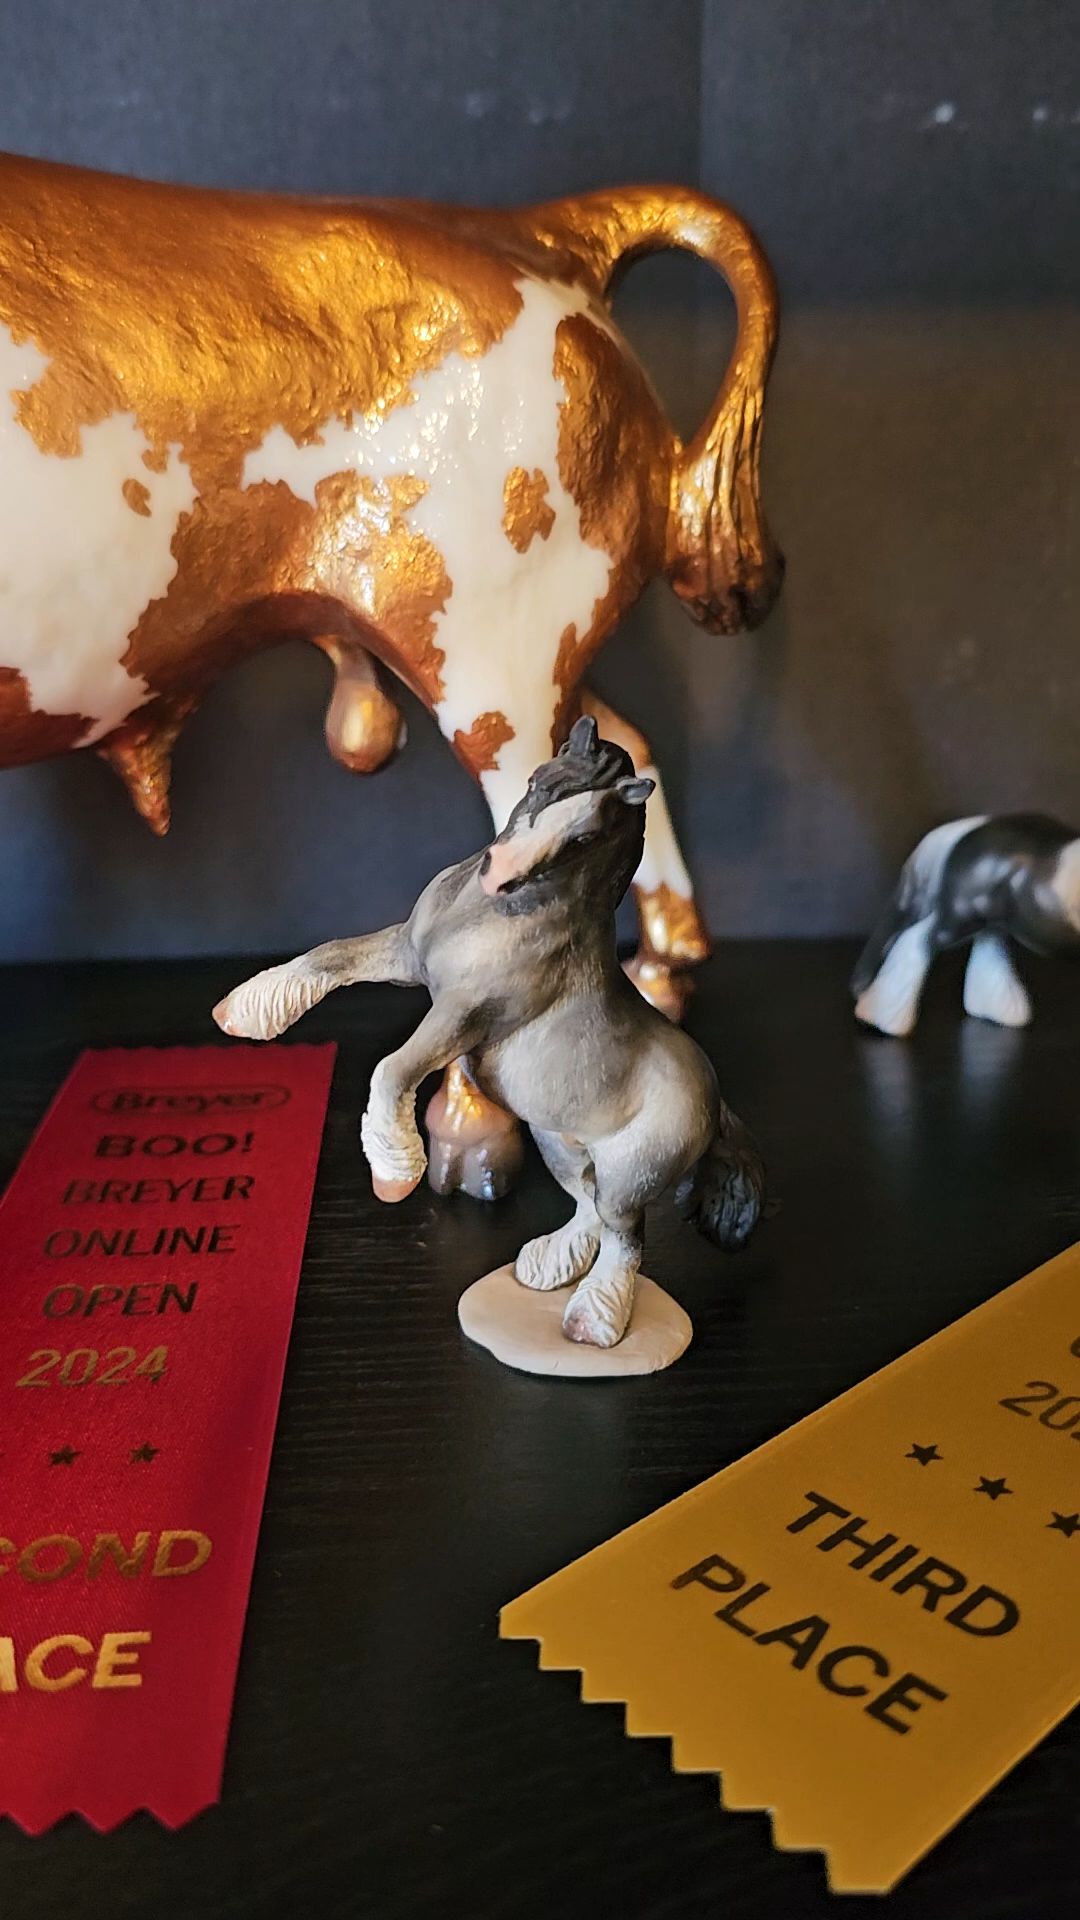 Breyer
BOO!
BREYER
ONLINE
OPEN
2024
COND
ACE
THIRD
PLACE